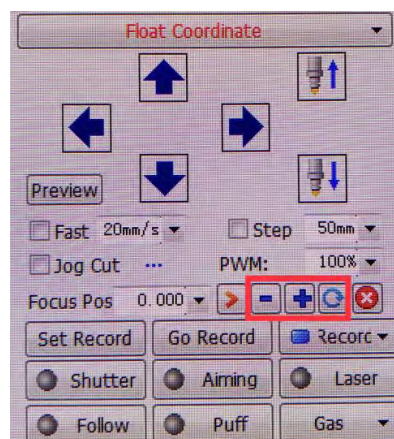 Float Coordinate
Preview
Fast 20mm/s Step 50mm
Jog Cut ... PWM: 100%
Focus Pos 0.000
Set Record Go Record Recorc
Shutter Aiming Laser
Follow Puff Gas